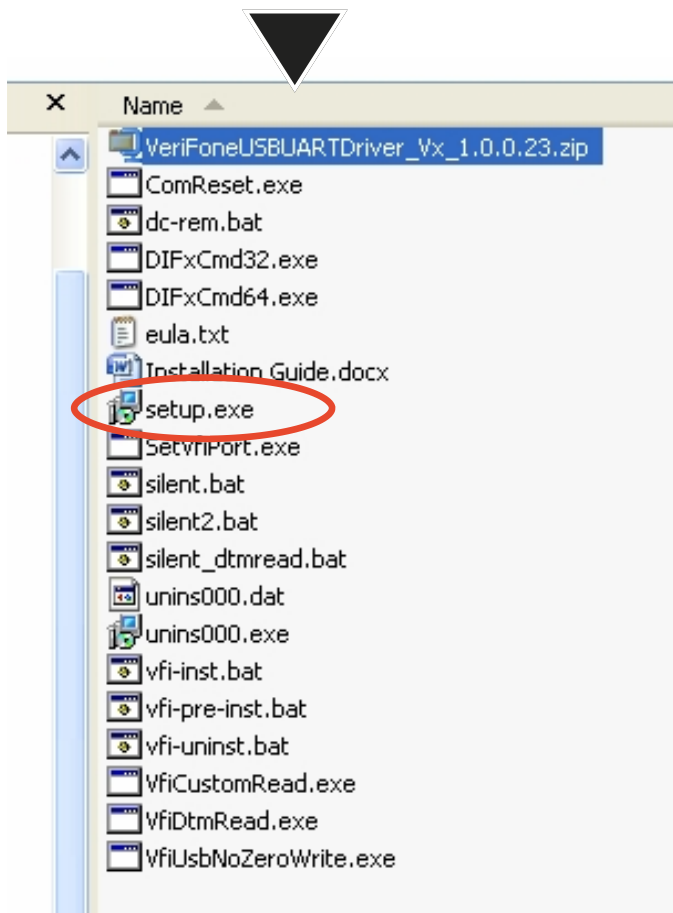 Name
VeriFoneUSBUARTDriver_Vx_1.0.0.23.zip
ComReset.exe
dc-rem.bat
DIFxCmd32.exe
DIFxCmd64.exe
eula.txt
Installation Guide.docx
setup.exe
SetVfiPort.exe
silent.bat
silent2.bat
silent_dtmread.bat
unins000.dat
unins000.exe
vfi-inst.bat
vfi-pre-inst.bat
vfi-uninst.bat
VfiCustomRead.exe
VfiDtmRead.exe
VfiUsbNoZeroWrite.exe